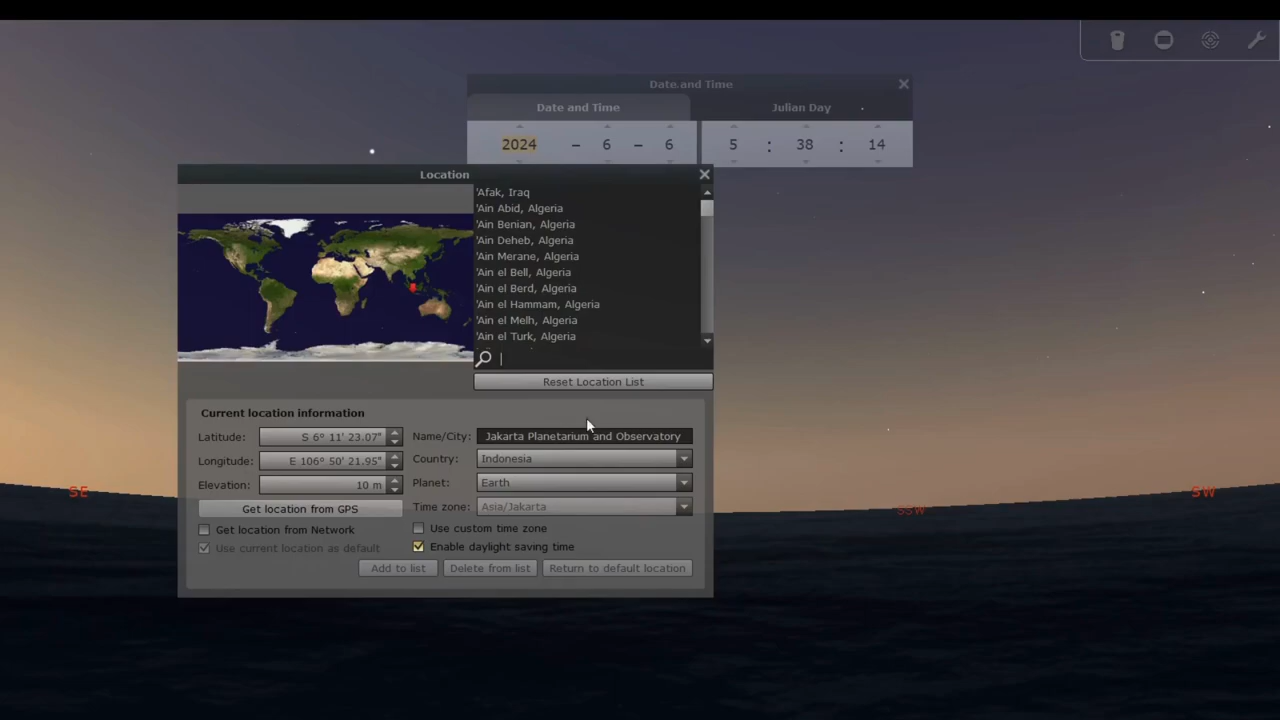 Date and Time
Date and Time
Julian Day
2024 - 6 - 6
5 : 38 : 14
Location
'Afak, Iraq
'Ain Abid, Algeria
'Ain Benian, Algeria
'Ain Deheb, Algeria
'Ain Merane, Algeria
'Ain el Bell, Algeria
'Ain el Berd, Algeria
'Ain el Hammam, Algeria
'Ain el Melh, Algeria
'Ain el Turk, Algeria
Reset Location List
Current location information
Latitude: S 6° 11' 23.07"
Name/City: Jakarta Planetarium and Observatory
Longitude: E 106° 50' 21.95"
Country: Indonesia
Elevation: 10 m
Planet: Earth
Get location from GPS
Time zone: Asia/Jakarta
Get location from Network
Use custom time zone
Use current location as default
Enable daylight saving time
Add to list
Delete from list
Return to default location
SE
SSW
SW